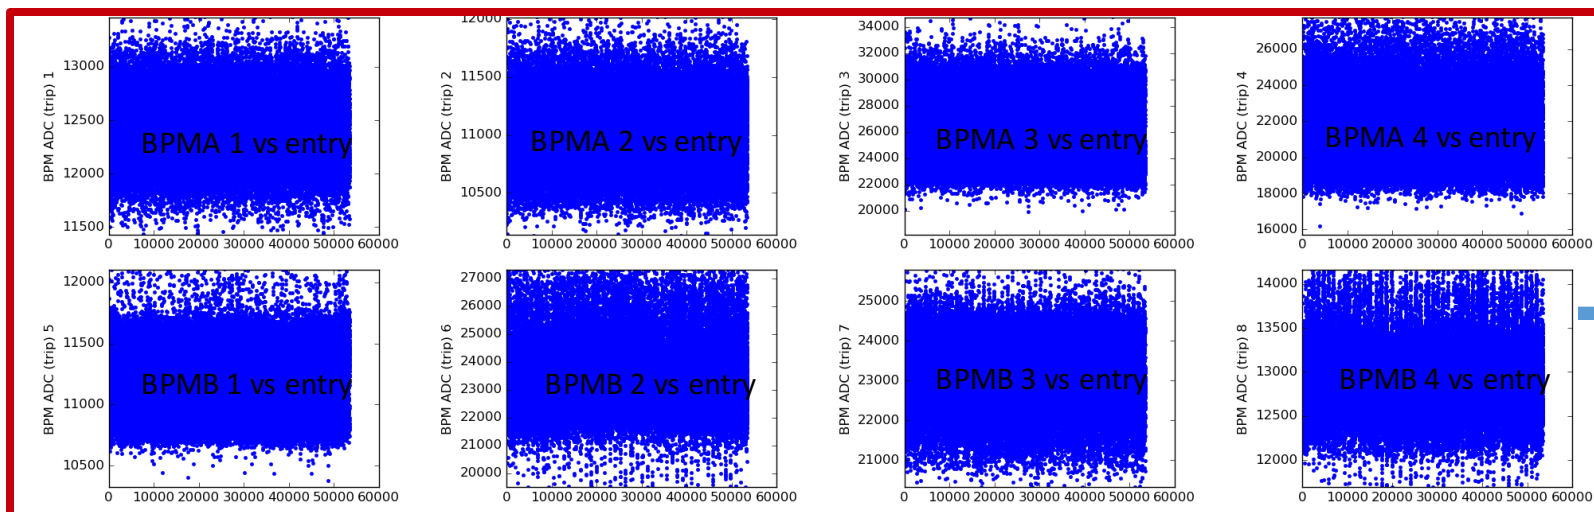 BPM ADC (trip) 1
13000
12500
12000
11500
0 10000 20000 30000 40000 50000 60000
BPMA 1 vs entry
BPM ADC (trip) 2
12000
11500
11000
10500
0 10000 20000 30000 40000 50000 60000
BPMA 2 vs entry
BPM ADC (trip) 3
34000
32000
30000
28000
26000
24000
22000
20000
0 10000 20000 30000 40000 50000 60000
BPMA 3 vs entry
BPM ADC (trip) 4
26000
24000
22000
20000
18000
16000
0 10000 20000 30000 40000 50000 60000
BPMA 4 vs entry
BPM ADC (trip) 5
12000
11500
11000
10500
0 10000 20000 30000 40000 50000 60000
BPMB 1 vs entry
BPM ADC (trip) 6
27000
26000
25000
24000
23000
22000
21000
20000
0 10000 20000 30000 40000 50000 60000
BPMB 2 vs entry
BPM ADC (trip) 7
25000
24000
23000
22000
21000
0 10000 20000 30000 40000 50000 60000
BPMB 3 vs entry
BPM ADC (trip) 8
14000
13500
13000
12500
12000
0 10000 20000 30000 40000 50000 60000
BPMB 4 vs entry